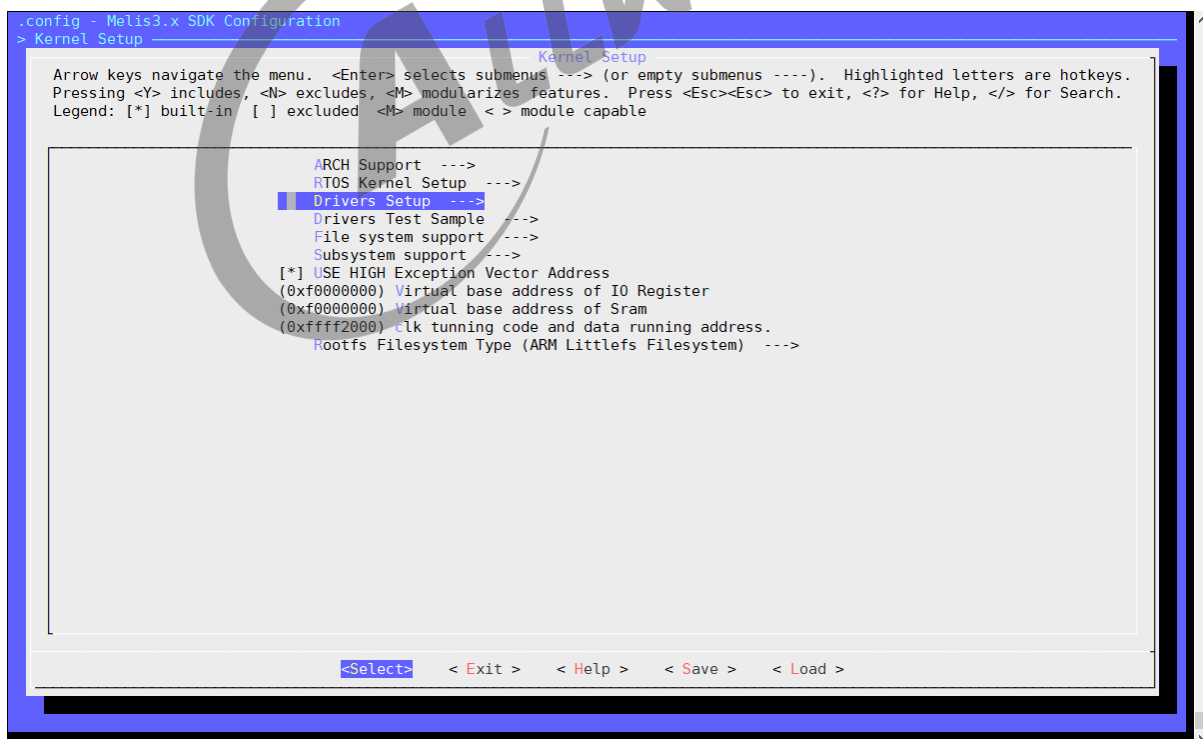 .config - Melis3.x SDK Configuration
> Kernel Setup
Kernel Setup
Arrow keys navigate the menu. <Enter> selects submenus ---> (or empty submenus ----). Highlighted letters are hotkeys.
Pressing <Y> includes, <N> excludes, <M> modularizes features. Press <Esc><Esc> to exit, <?> for Help, </> for Search.
Legend: [*] built-in [ ] excluded <M> module < > module capable
ARCH Support --->
RTOS Kernel Setup --->
Drivers Setup --->
Drivers Test Sample --->
File system support --->
Subsystem support --->
[*] USE HIGH Exception Vector Address
(0xf0000000) Virtual base address of IO Register
(0xf0000000) Virtual base address of Sram
(0xffff2000) clk tunning code and data running address.
Rootfs Filesystem Type (ARM Littlefs Filesystem) --->
<Select> < Exit > < Help > < Save > < Load >